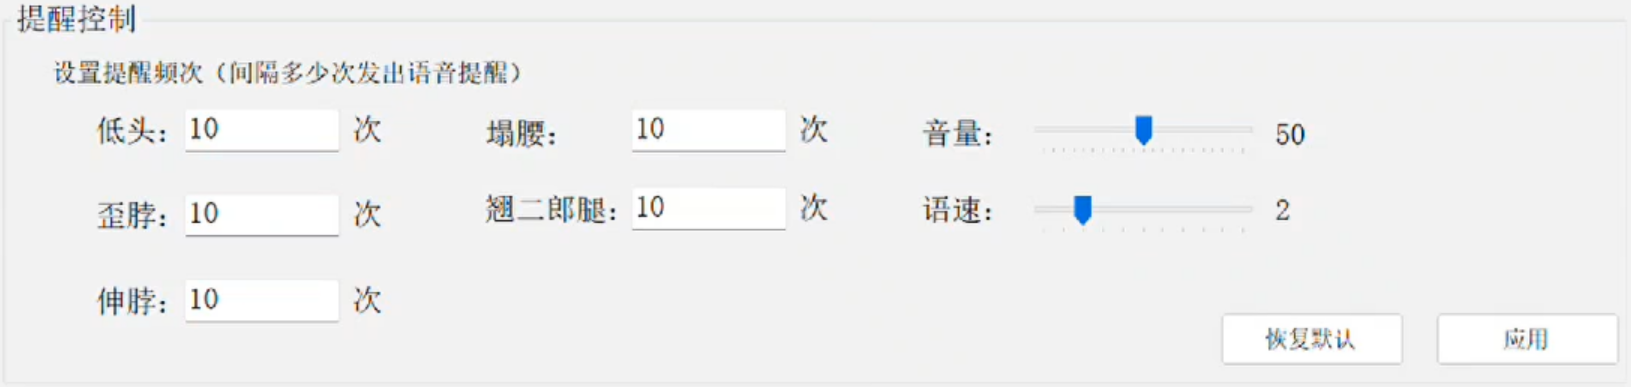 提醒控制
设置提醒频次（间隔多少次发出语音提醒）
低头： 10 次 塌腰： 10 次 音量： 50
歪脖： 10 次 翘二郎腿： 10 次 语速： 2
伸脖： 10 次
恢复默认 应用